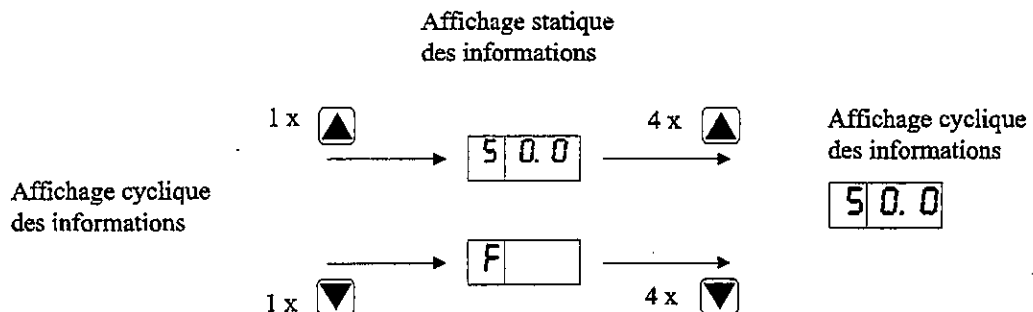 Affichage statique
des informations
1 x
4 x
5 0.0
Affichage cyclique
des informations
Affichage cyclique
des informations
5 0.0
F
1 x
4 x